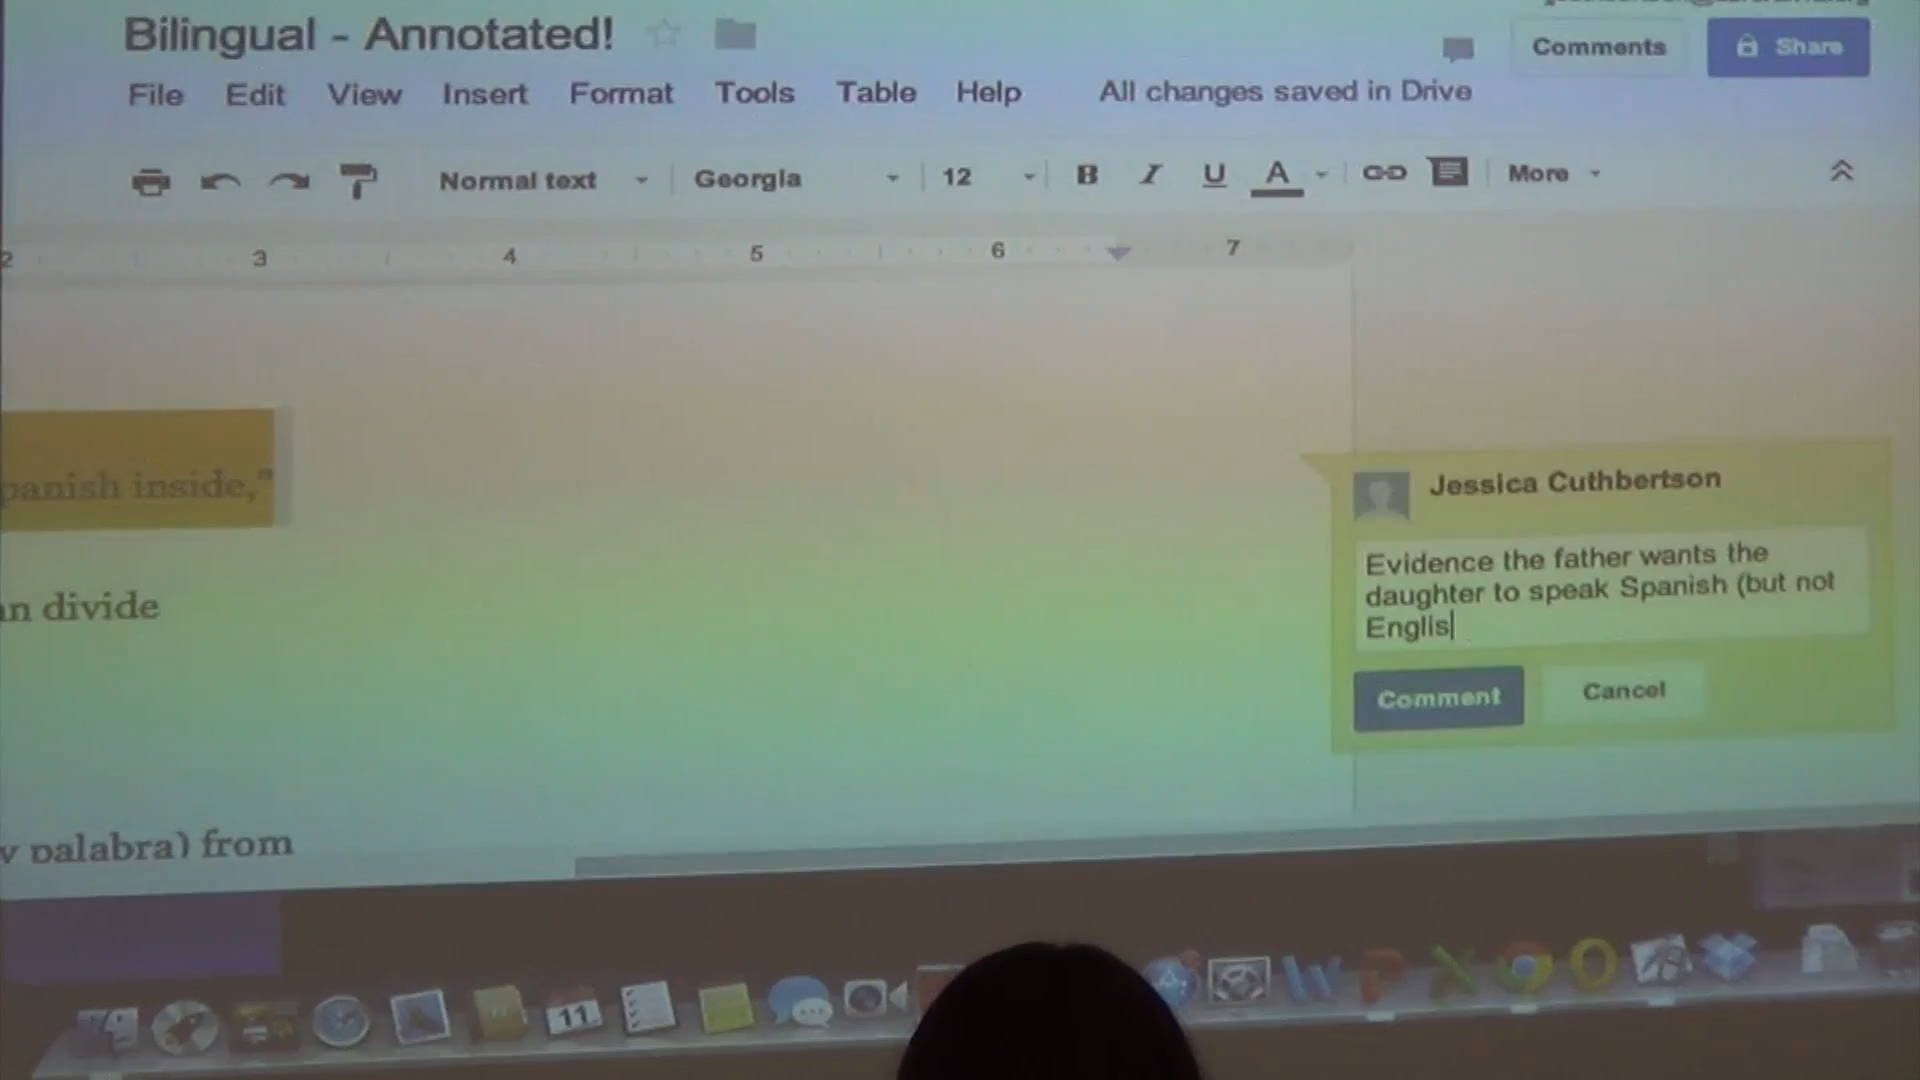 Bilingual - Annotated!
Comments
Share
File Edit View Insert Format Tools Table Help All changes saved in Drive
Normal text Georgia 12 B I U A More
2 3 4 5 6 7
panish inside,"
Jessica Cuthbertson
Evidence the father wants the
daughter to speak Spanish (but not
Englis
an divide
Comment Cancel
y palabra) from
11